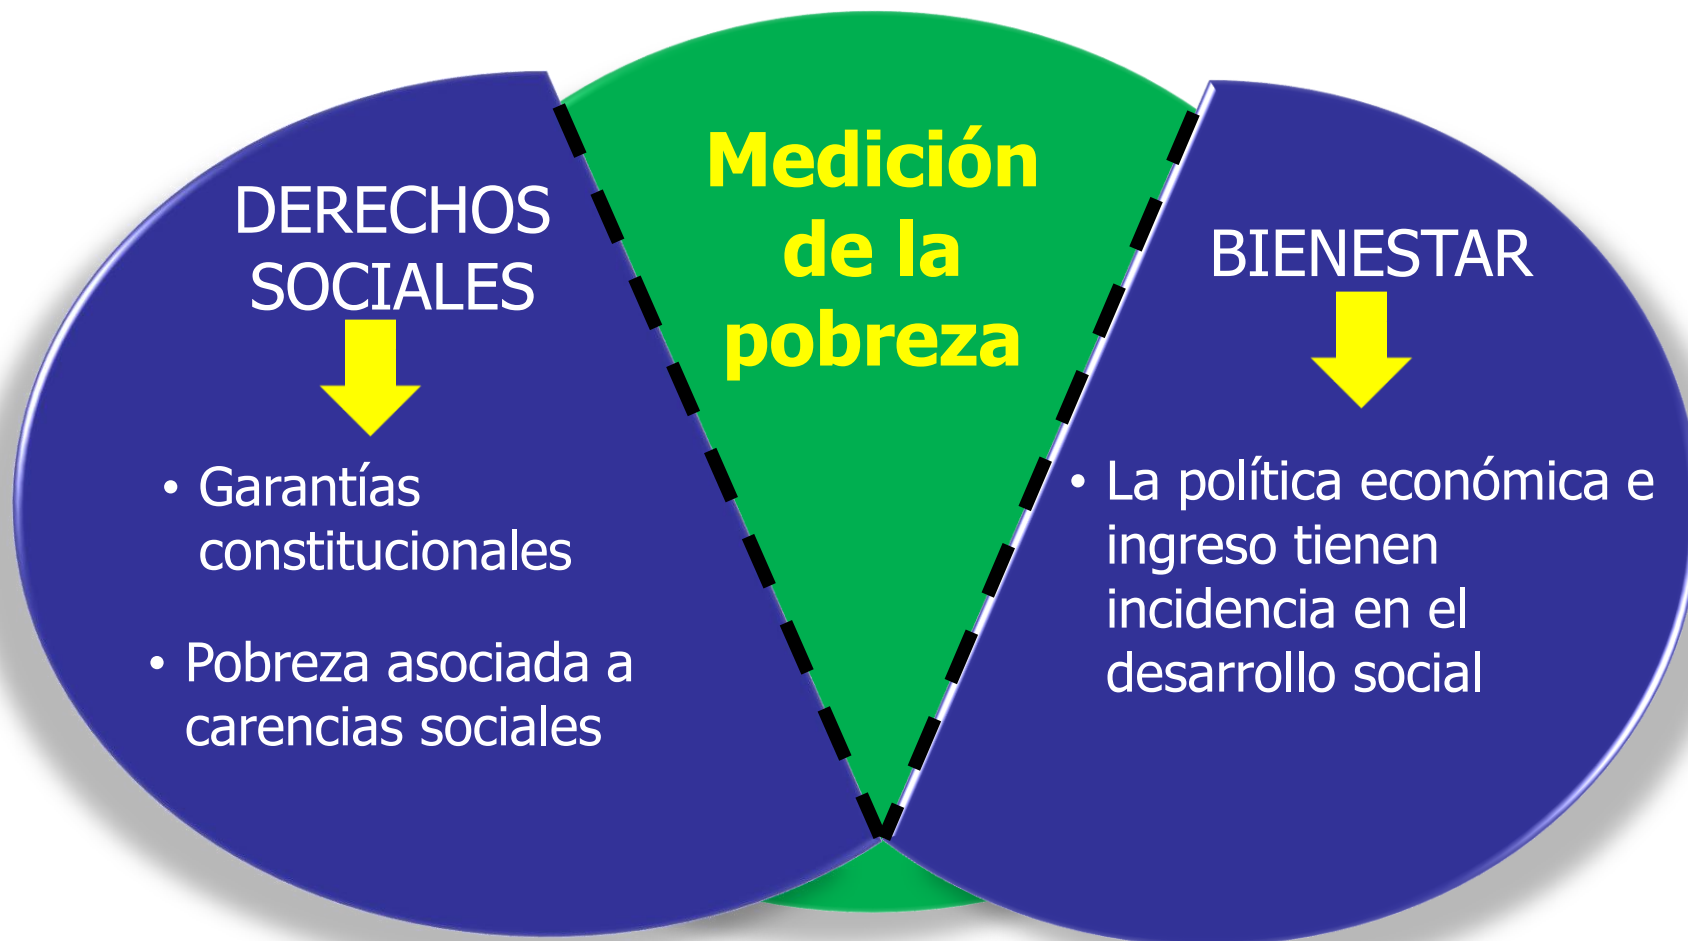 Medición
de la
pobreza
DERECHOS
SOCIALES
• Garantías
constitucionales
• Pobreza asociada a
carencias sociales
BIENESTAR
• La política económica e
ingreso tienen
incidencia en el
desarrollo social